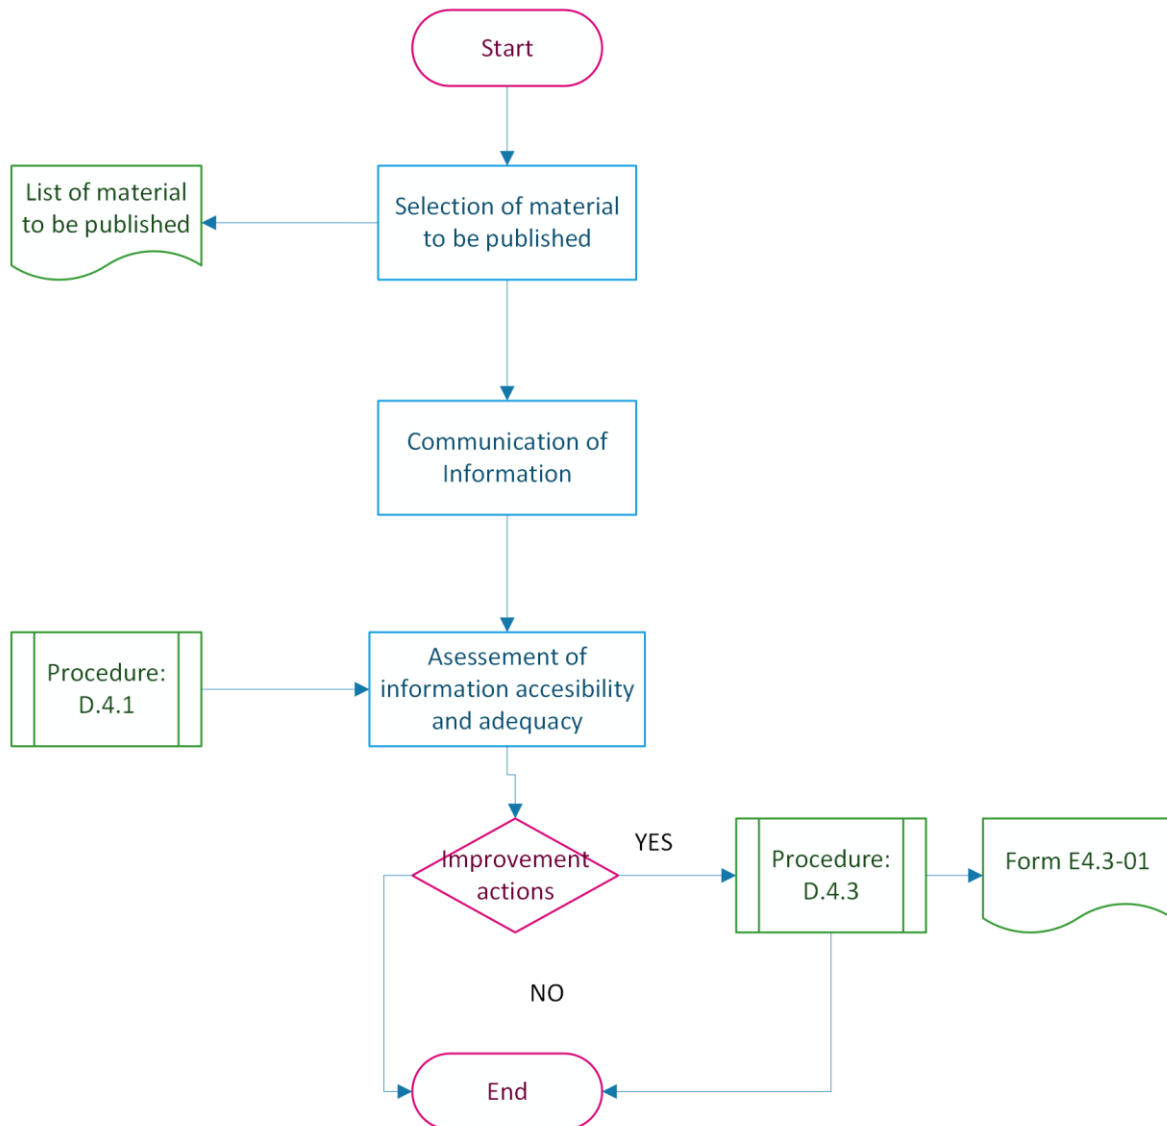 Start
List of material
to be published
Selection of material
to be published
Communication of
Information
Procedure:
D.4.1
Asessement of
information accesibility
and adequacy
Improvement
actions
YES
Procedure:
D.4.3
Form E4.3-01
NO
End